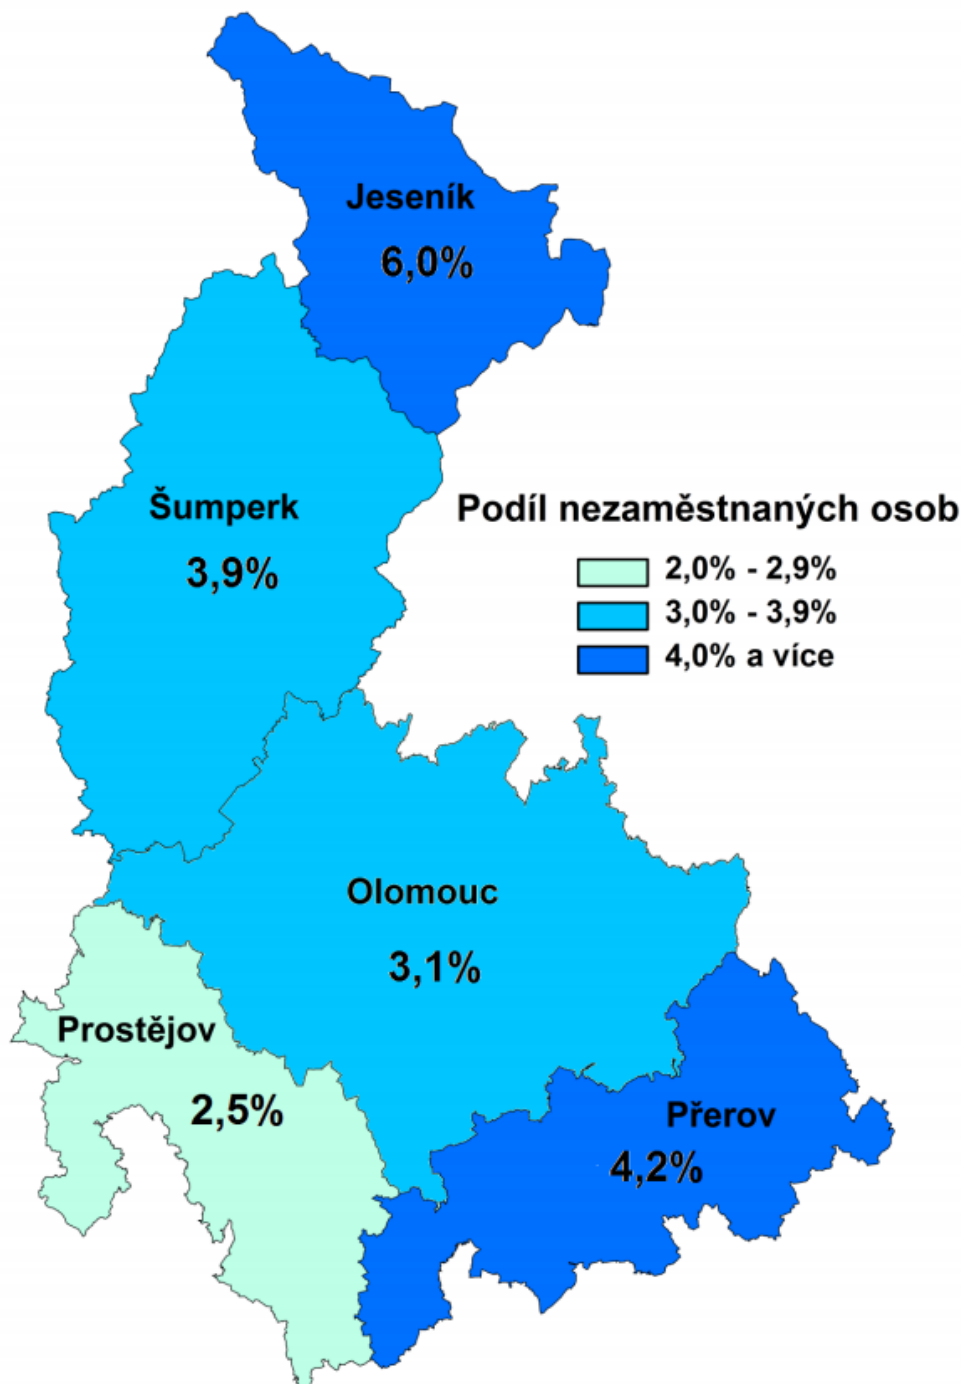 Jeseník
6,0%
Šumperk
3,9%
Podíl nezaměstnaných osob
2,0% - 2,9%
3,0% - 3,9%
4,0% a více
Olomouc
3,1%
Prostějov
2,5%
Přerov
4,2%